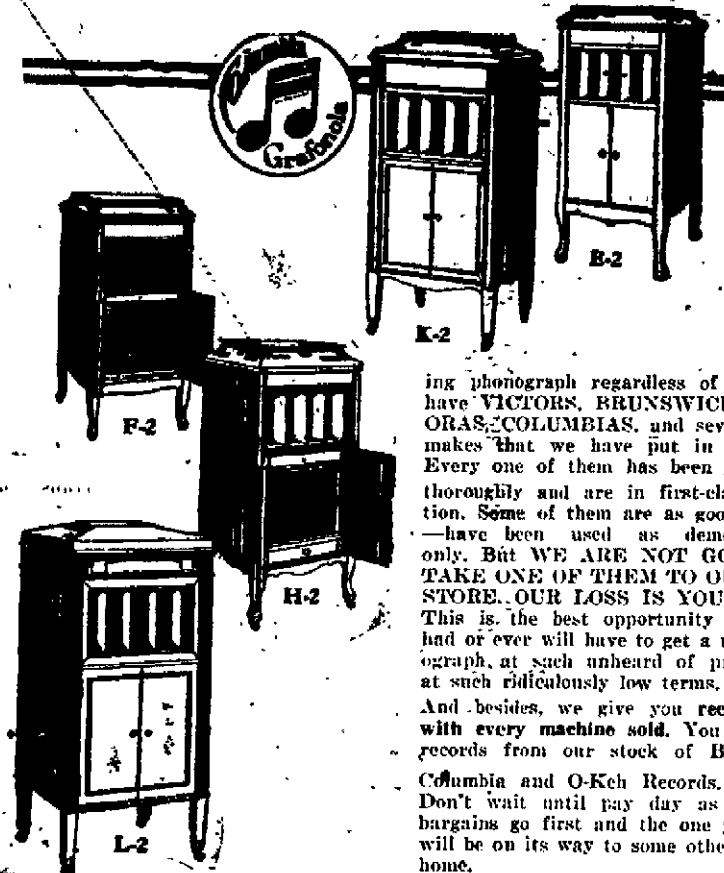 Columbia
Grafonola
B-2
K-2
F-2
H-2
L-2
ing phonograph regardless of
have VICTORS, BRUNSWICK
ORAS, COLUMBIAS, and sev
makes that we have put in
Every one of them has been
thoroughly and are in first-cla
tion. Some of them are as goo
—have been used as demo
only. But WE ARE NOT GO
TAKE ONE OF THEM TO O
STORE. OUR LOSS IS YOU
This is the best opportunity
had or ever will have to get a
ograph, at such unheard of p
at such ridiculously low terms.
And besides, we give you rec
with every machine sold. You
records from our stock of B
Columbia and O-Keh Records.
Don't wait until pay day as
bargains go first and the one
will be on its way to some othe
home.